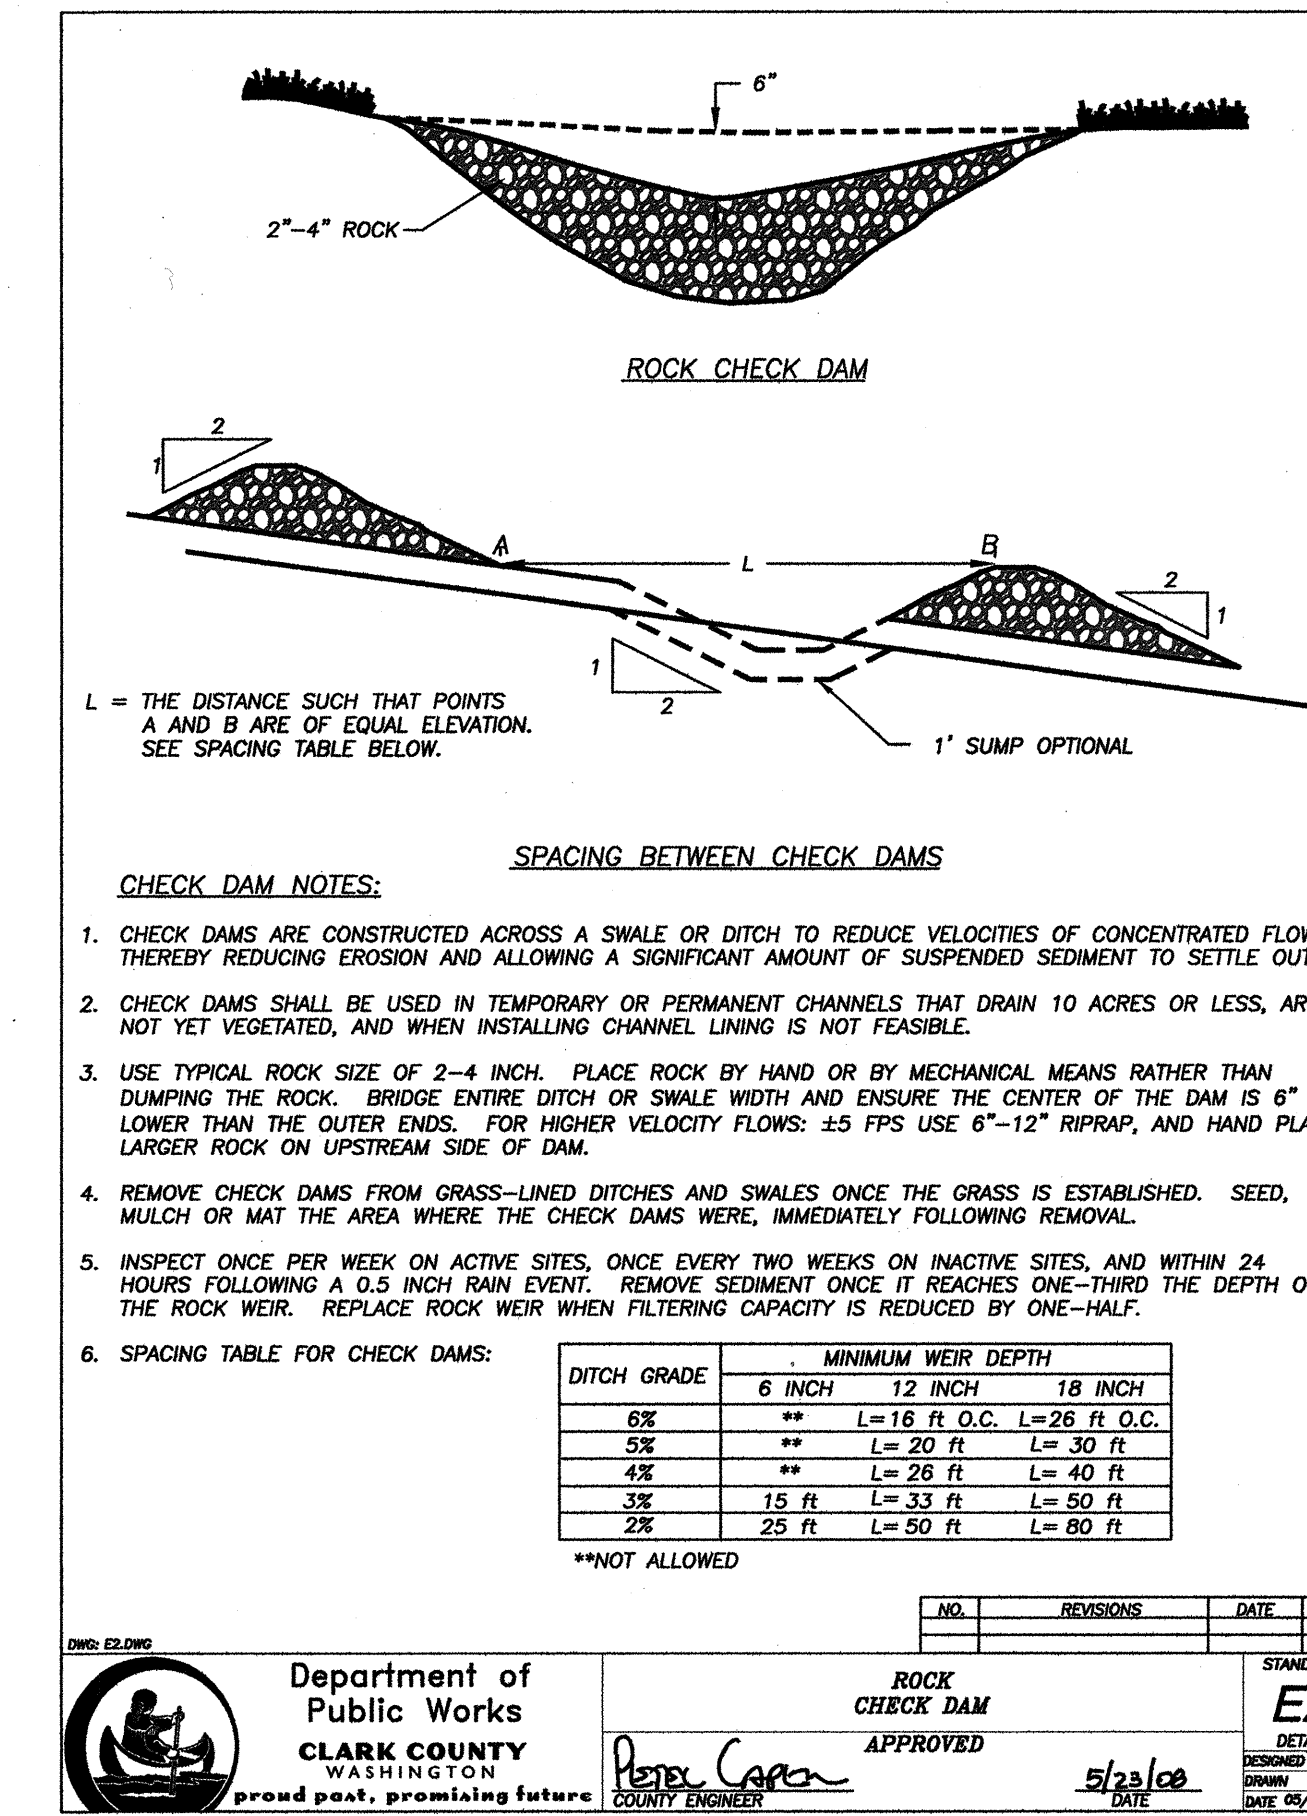 6"
2"–4" ROCK
ROCK CHECK DAM
2
1
A
L
B
2
1
1
2
L = THE DISTANCE SUCH THAT POINTS
A AND B ARE OF EQUAL ELEVATION.
SEE SPACING TABLE BELOW.
1' SUMP OPTIONAL
SPACING BETWEEN CHECK DAMS
CHECK DAM NOTES:
1. CHECK DAMS ARE CONSTRUCTED ACROSS A SWALE OR DITCH TO REDUCE VELOCITIES OF CONCENTRATED FLOW
THEREBY REDUCING EROSION AND ALLOWING A SIGNIFICANT AMOUNT OF SUSPENDED SEDIMENT TO SETTLE OUT
2. CHECK DAMS SHALL BE USED IN TEMPORARY OR PERMANENT CHANNELS THAT DRAIN 10 ACRES OR LESS, AR
NOT YET VEGETATED, AND WHEN INSTALLING CHANNEL LINING IS NOT FEASIBLE.
3. USE TYPICAL ROCK SIZE OF 2–4 INCH. PLACE ROCK BY HAND OR BY MECHANICAL MEANS RATHER THAN
DUMPING THE ROCK. BRIDGE ENTIRE DITCH OR SWALE WIDTH AND ENSURE THE CENTER OF THE DAM IS 6"
LOWER THAN THE OUTER ENDS. FOR HIGHER VELOCITY FLOWS: ±5 FPS USE 6"–12" RIPRAP, AND HAND PLA
LARGER ROCK ON UPSTREAM SIDE OF DAM.
4. REMOVE CHECK DAMS FROM GRASS–LINED DITCHES AND SWALES ONCE THE GRASS IS ESTABLISHED. SEED,
MULCH OR MAT THE AREA WHERE THE CHECK DAMS WERE, IMMEDIATELY FOLLOWING REMOVAL.
5. INSPECT ONCE PER WEEK ON ACTIVE SITES, ONCE EVERY TWO WEEKS ON INACTIVE SITES, AND WITHIN 24
HOURS FOLLOWING A 0.5 INCH RAIN EVENT. REMOVE SEDIMENT ONCE IT REACHES ONE–THIRD THE DEPTH O
THE ROCK WEIR. REPLACE ROCK WEIR WHEN FILTERING CAPACITY IS REDUCED BY ONE–HALF.
6. SPACING TABLE FOR CHECK DAMS:
DITCH GRADE MINIMUM WEIR DEPTH
6 INCH 12 INCH 18 INCH
6% ** L=16 ft O.C. L=26 ft O.C.
5% ** L= 20 ft L= 30 ft
4% ** L= 26 ft L= 40 ft
3% 15 ft L= 33 ft L= 50 ft
2% 25 ft L= 50 ft L= 80 ft
**NOT ALLOWED
NO. REVISIONS DATE
DWG: E2.DWG
Department of
Public Works
CLARK COUNTY
WASHINGTON
proud past, promising future
ROCK
CHECK DAM
APPROVED
5/23/08
COUNTY ENGINEER DATE
STAND
DETA
DESIGNED
DRAWN
DATE 05/